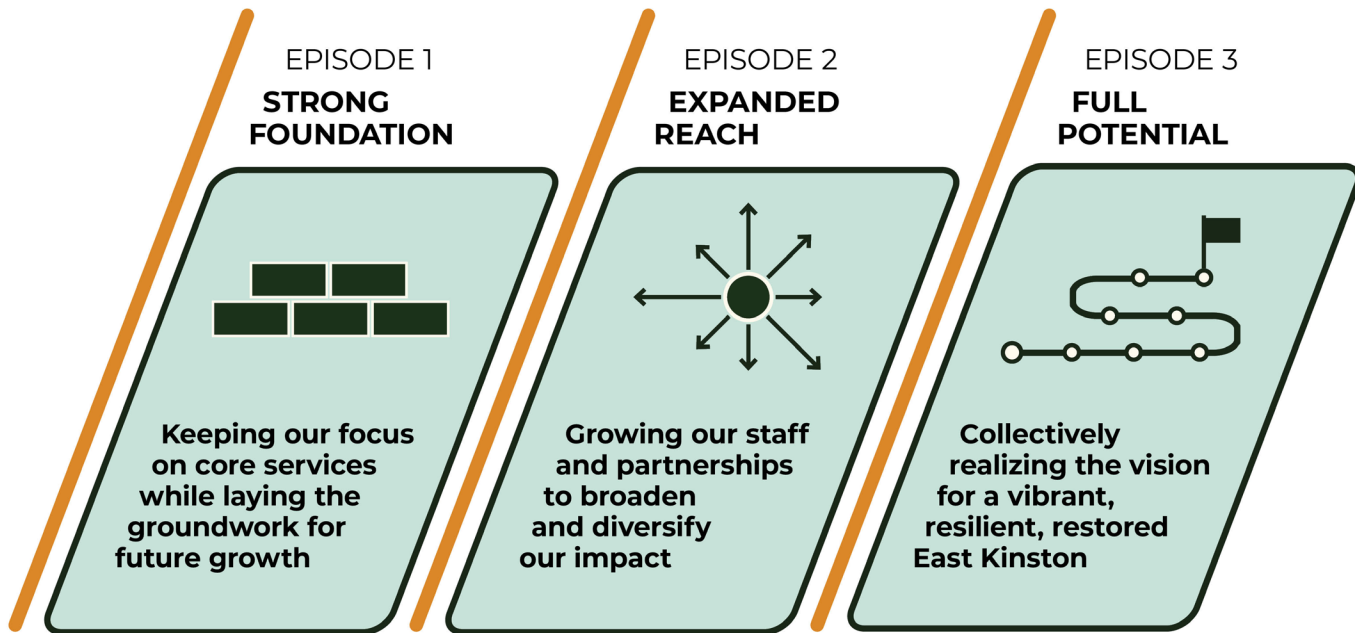 EPISODE 1
STRONG
FOUNDATION
Keeping our focus
on core services
while laying the
groundwork for
future growth
EPISODE 2
EXPANDED
REACH
Growing our staff
and partnerships
to broaden
and diversify
our impact
EPISODE 3
FULL
POTENTIAL
Collectively
realizing the vision
for a vibrant,
resilient, restored
East Kinston